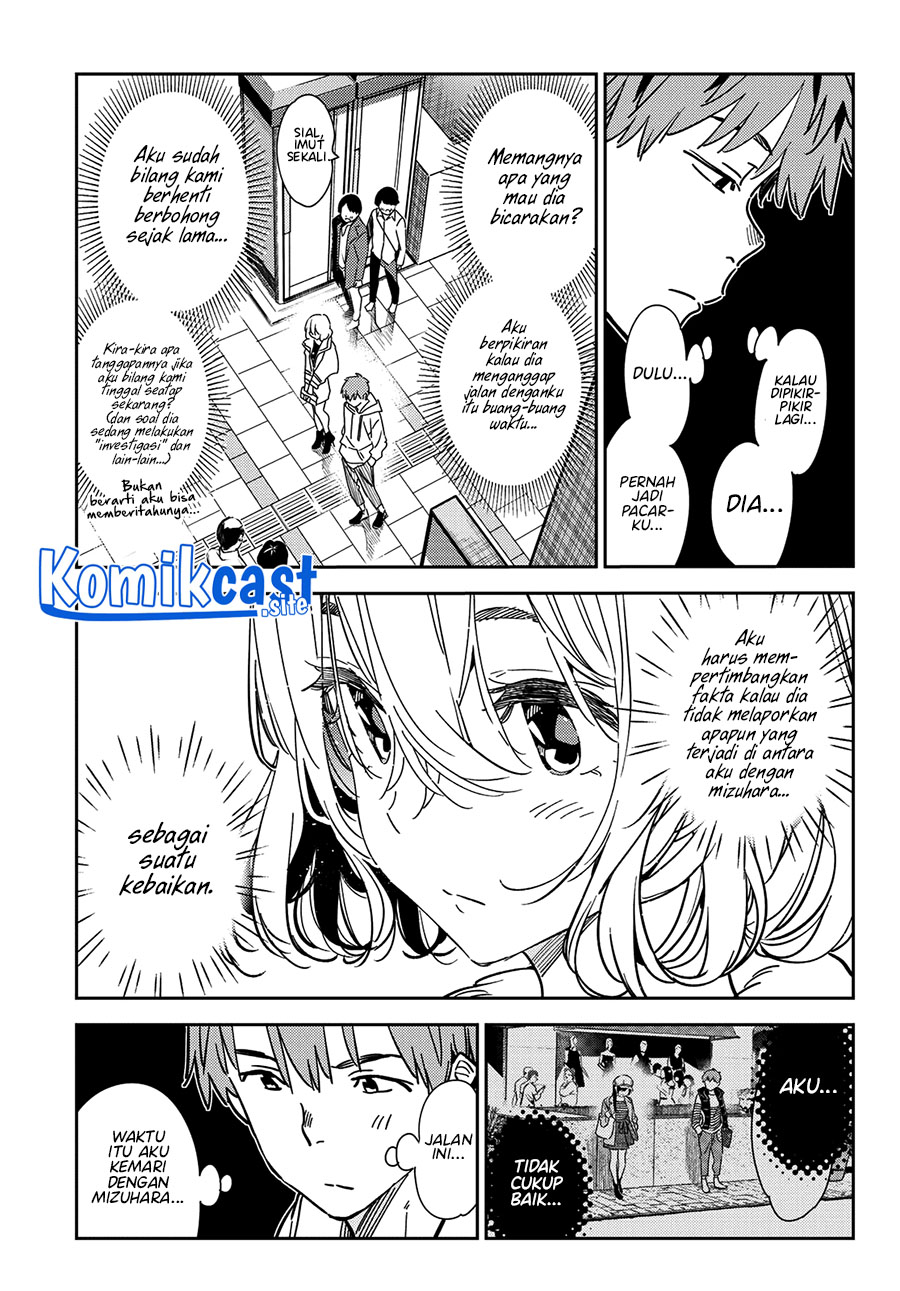 KALAU
DIPIKIR-
PIKIR
LAGI...
DIA...
DULU...
PERNAH
JADI
PACAR-
KU...
Memangnya
apa yang
mau dia
bicarakan?
Aku
berpikiran
kalau dia
menganggap
jalan denganku
itu buang-buang
waktu...
SIAL,
IMUT
SEKALI
Aku sudah
bilang kami
berhenti
berbohong
sejak lama...
Kira-kira apa
tanggapannya jika
aku bilang kami
tinggal seatap
sekarang?
(dan soal dia
sedang melakukan
"investigasi" dan
lain-lain...)
Bukan
berarti aku bisa
memberitahunya...
Komikcast
.site
Aku
harus mem-
pertimbangkan
fakta kalau dia
tidak melaporkan
apapun yang
terjadi di antara
aku dengan
mizuhara...
sebagai
suatu
kebaikan.
AKU...
TIDAK
CUKUP
BAIK...
JALAN
INI...
WAKTU
ITU AKU
KEMARI
DENGAN
MIZUHARA...